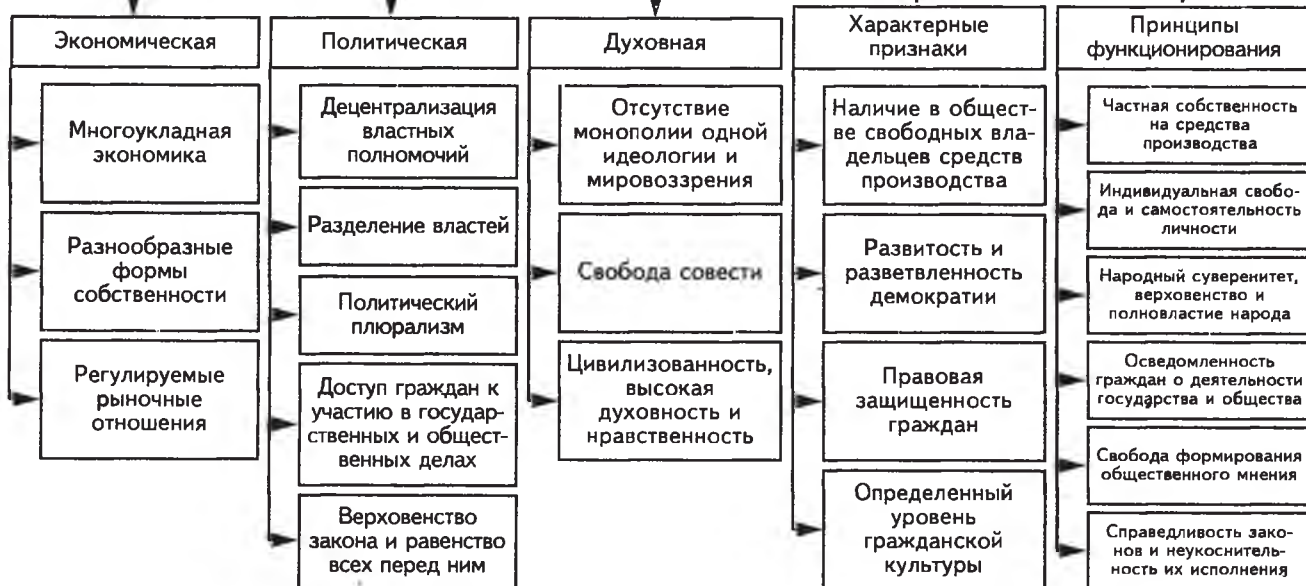 Экономическая
Многоукладная
экономика
Разнообразные
формы
собственности
Регулируемые
рыночные
отношения
Политическая
Децентрализация
властных
полномочий
Разделение властей
Политический
плюрализм
Доступ граждан к
участию в государ-
ственных и общест-
венных делах
Верховенство
закона и равенство
всех перед ним
Духовная
Отсутствие
монополии одной
идеологии и
мировоззрения
Свобода совести
Цивилизованность,
высокая
духовность и
нравственность
Характерные
признаки
Наличие в общест-
ве свободных вла-
дельцев средств
производства
Развитость и
разветвленность
демократии
Правовая
защищенность
граждан
Определенный
уровень
гражданской
культуры
Принципы
функционирования
Частная собственность
на средства
производства
Индивидуальная свобо-
да и самостоятельность
личности
Народный суверенитет,
верховенство и
полновластие народа
Осведомленность
граждан о деятельности
государства и общества
Свобода формирования
общественного мнения
Справедливость зако-
нов и неукоснитель-
ность их исполнения